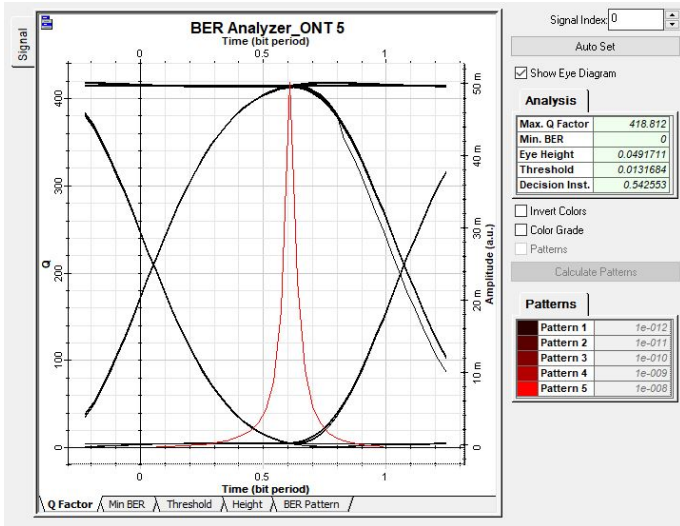 Signal
BER Analyzer_ONT 5
Time (bit period)
0 0.5 1
400
300
200
100
0
Q
50 m
40 m
30 m
20 m
10 m
0
Amplitude (a.u.)
0 0.5 1
Time (bit period)
Q Factor Min BER Threshold Height BER Pattern
Signal Index: 0
Auto Set
Show Eye Diagram
Analysis
Max. Q Factor 418.812
Min. BER 0
Eye Height 0.0491711
Threshold 0.0131684
Decision Inst. 0.542553
Invert Colors
Color Grade
Patterns
Calculate Patterns
Patterns
Pattern 1 1e-012
Pattern 2 1e-011
Pattern 3 1e-010
Pattern 4 1e-009
Pattern 5 1e-008